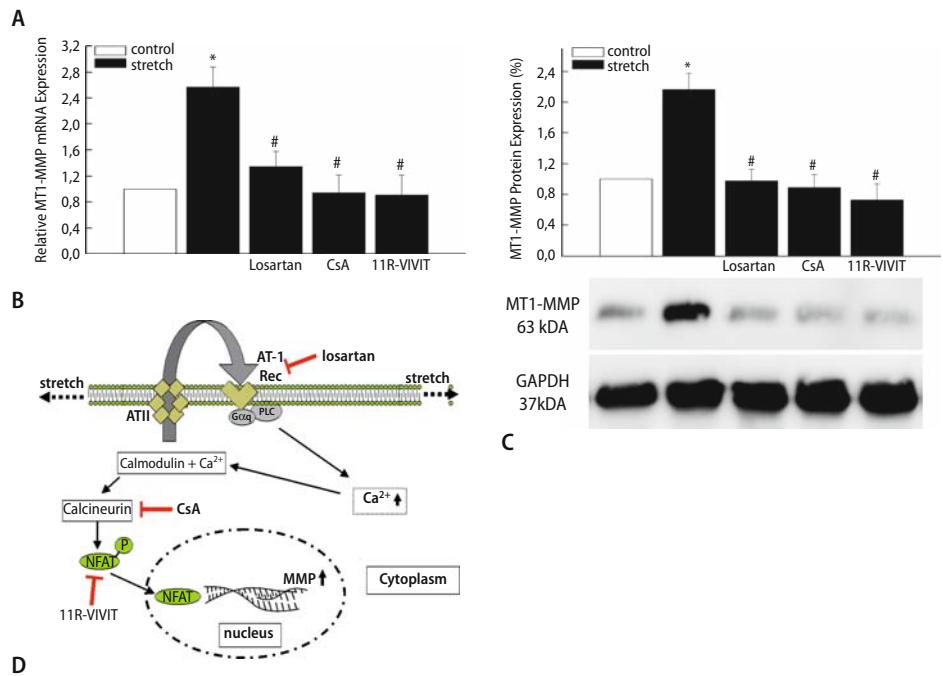 A
control
stretch
Relative MT1-MMP mRNA Expression
3,2
2,8
2,4
2,0
1,6
1,2
0,8
0,4
0,0
*
#
#
#
Losartan CsA 11R-VIVIT
control
stretch
MT1-MMP Protein Expression (%)
2,4
2,0
1,6
1,2
0,8
0,4
0,0
*
#
#
#
Losartan CsA 11R-VIVIT
MT1-MMP
63 kDA
GAPDH
37kDA
C
B
stretch
ATII
AT-1
Rec
losartan
stretch
Gαq
PLC
Calmodulin + Ca²⁺
Ca²⁺
Calcineurin
CsA
P
NFAT
11R-VIVIT
NFAT
MMP
nucleus
Cytoplasm
D